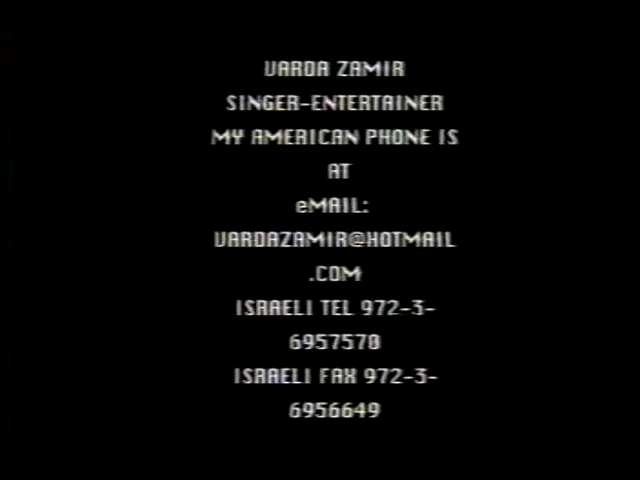 VARDA ZAMIR
SINGER-ENTERTAINER
MY AMERICAN PHONE IS
AT
eMAIL:
VARDAZAMIR@HOTMAIL
.COM
ISRAELI TEL 972-3-
6957570
ISRAELI FAX 972-3-
6956649